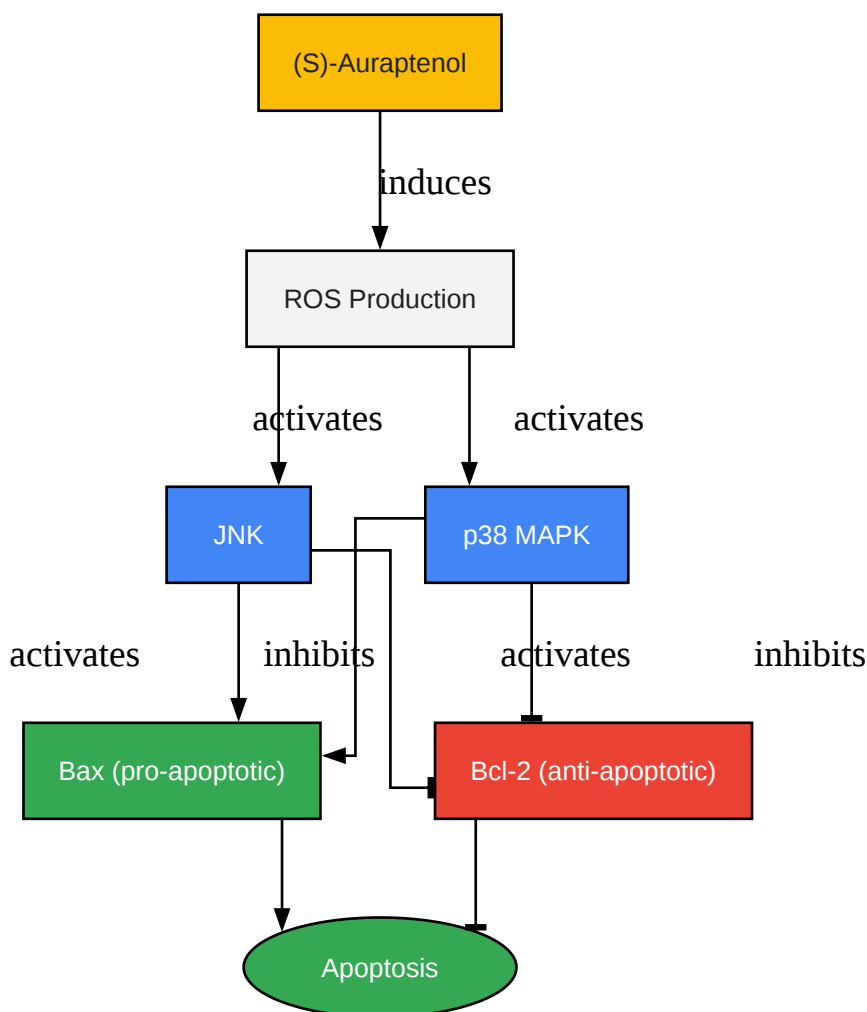 (S)-Auraptenol
induces
ROS Production
activates
activates
JNK
p38 MAPK
activates
inhibits
activates
inhibits
Bax (pro-apoptotic)
Bcl-2 (anti-apoptotic)
Apoptosis